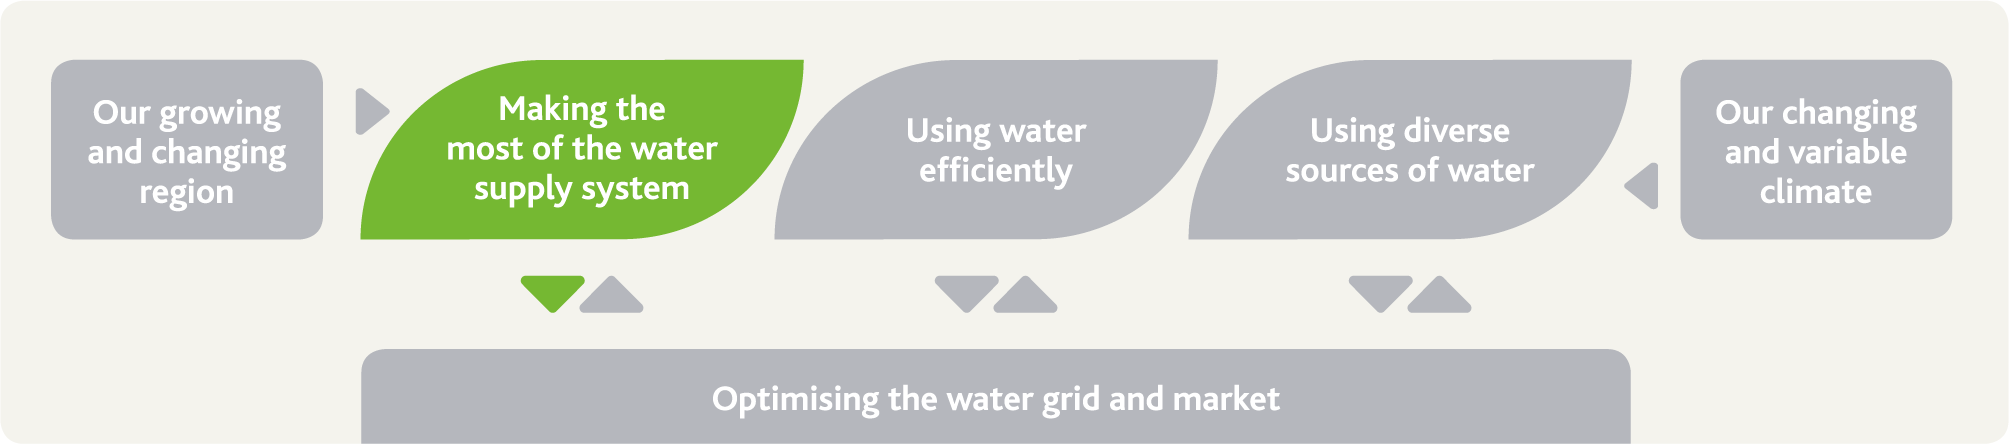 Our growing
and changing
region
Making the
most of the water
supply system
Using water
efficiently
Using diverse
sources of water
Our changing
and variable
climate
Optimising the water grid and market